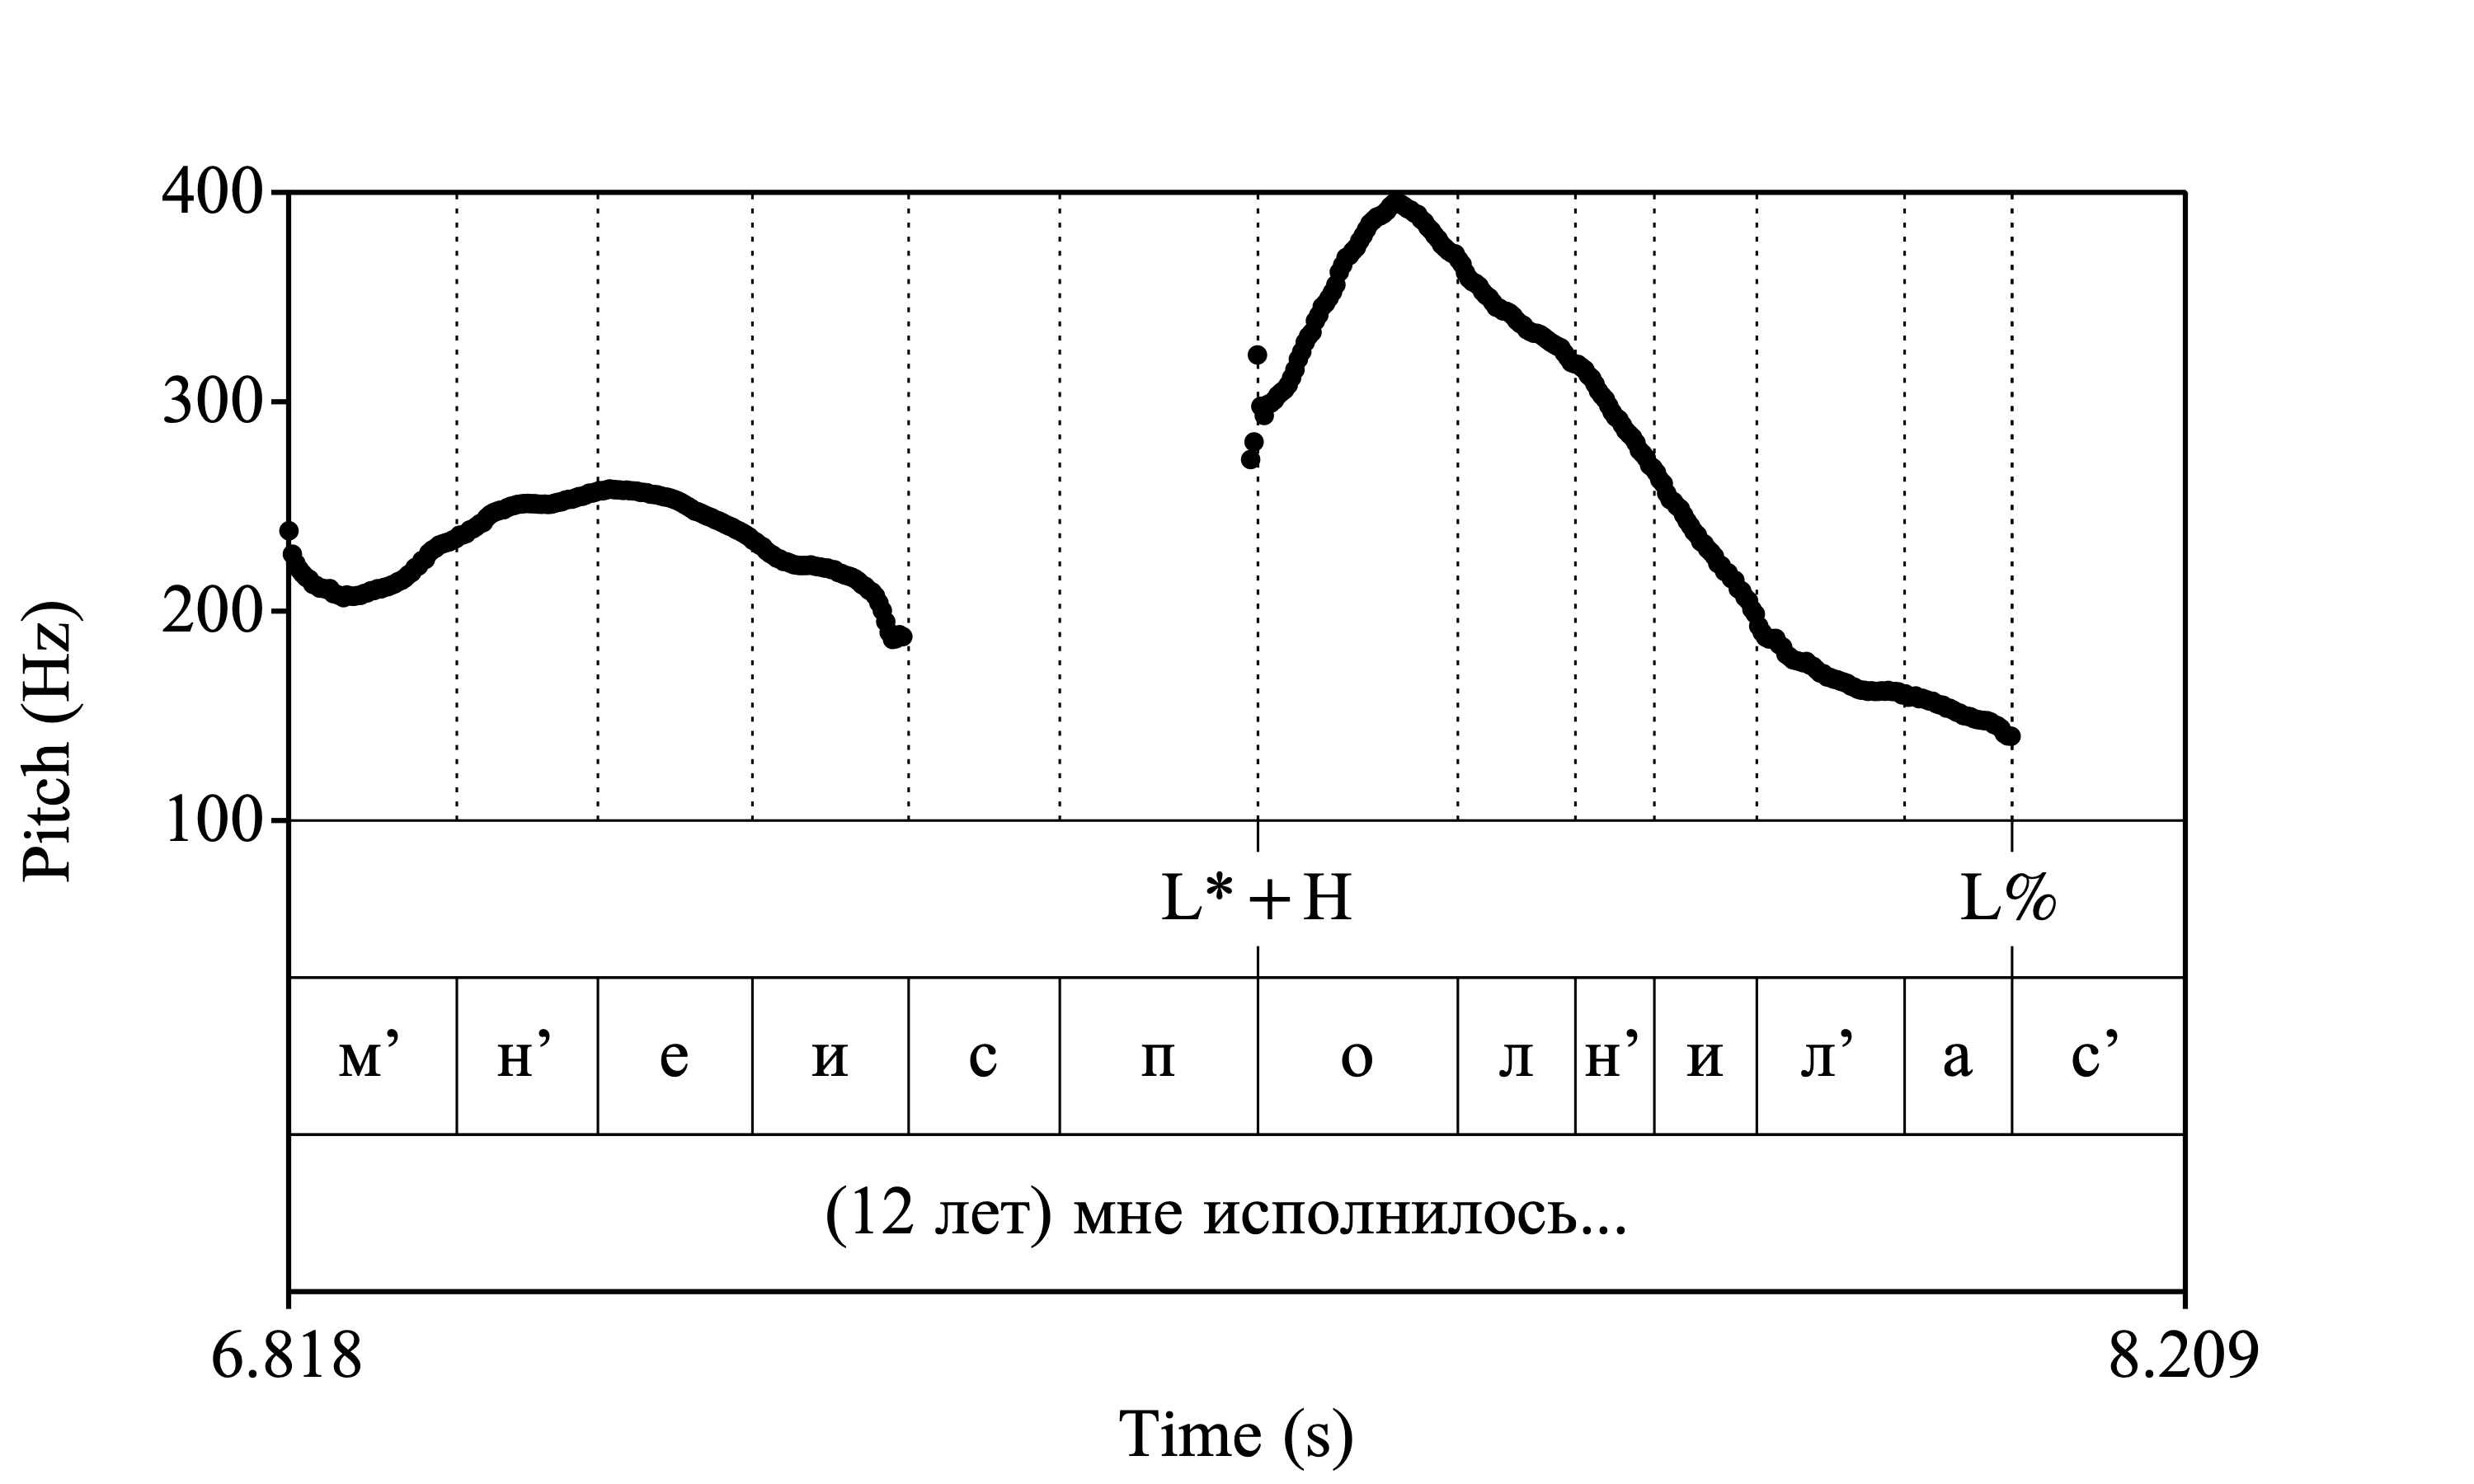 400
300
200
100
Pitch (Hz)
L*+H L%
м’ н’ е и с п о л н’ и л’ а с’
(12 лет) мне исполнилось...
6.818 8.209
Time (s)